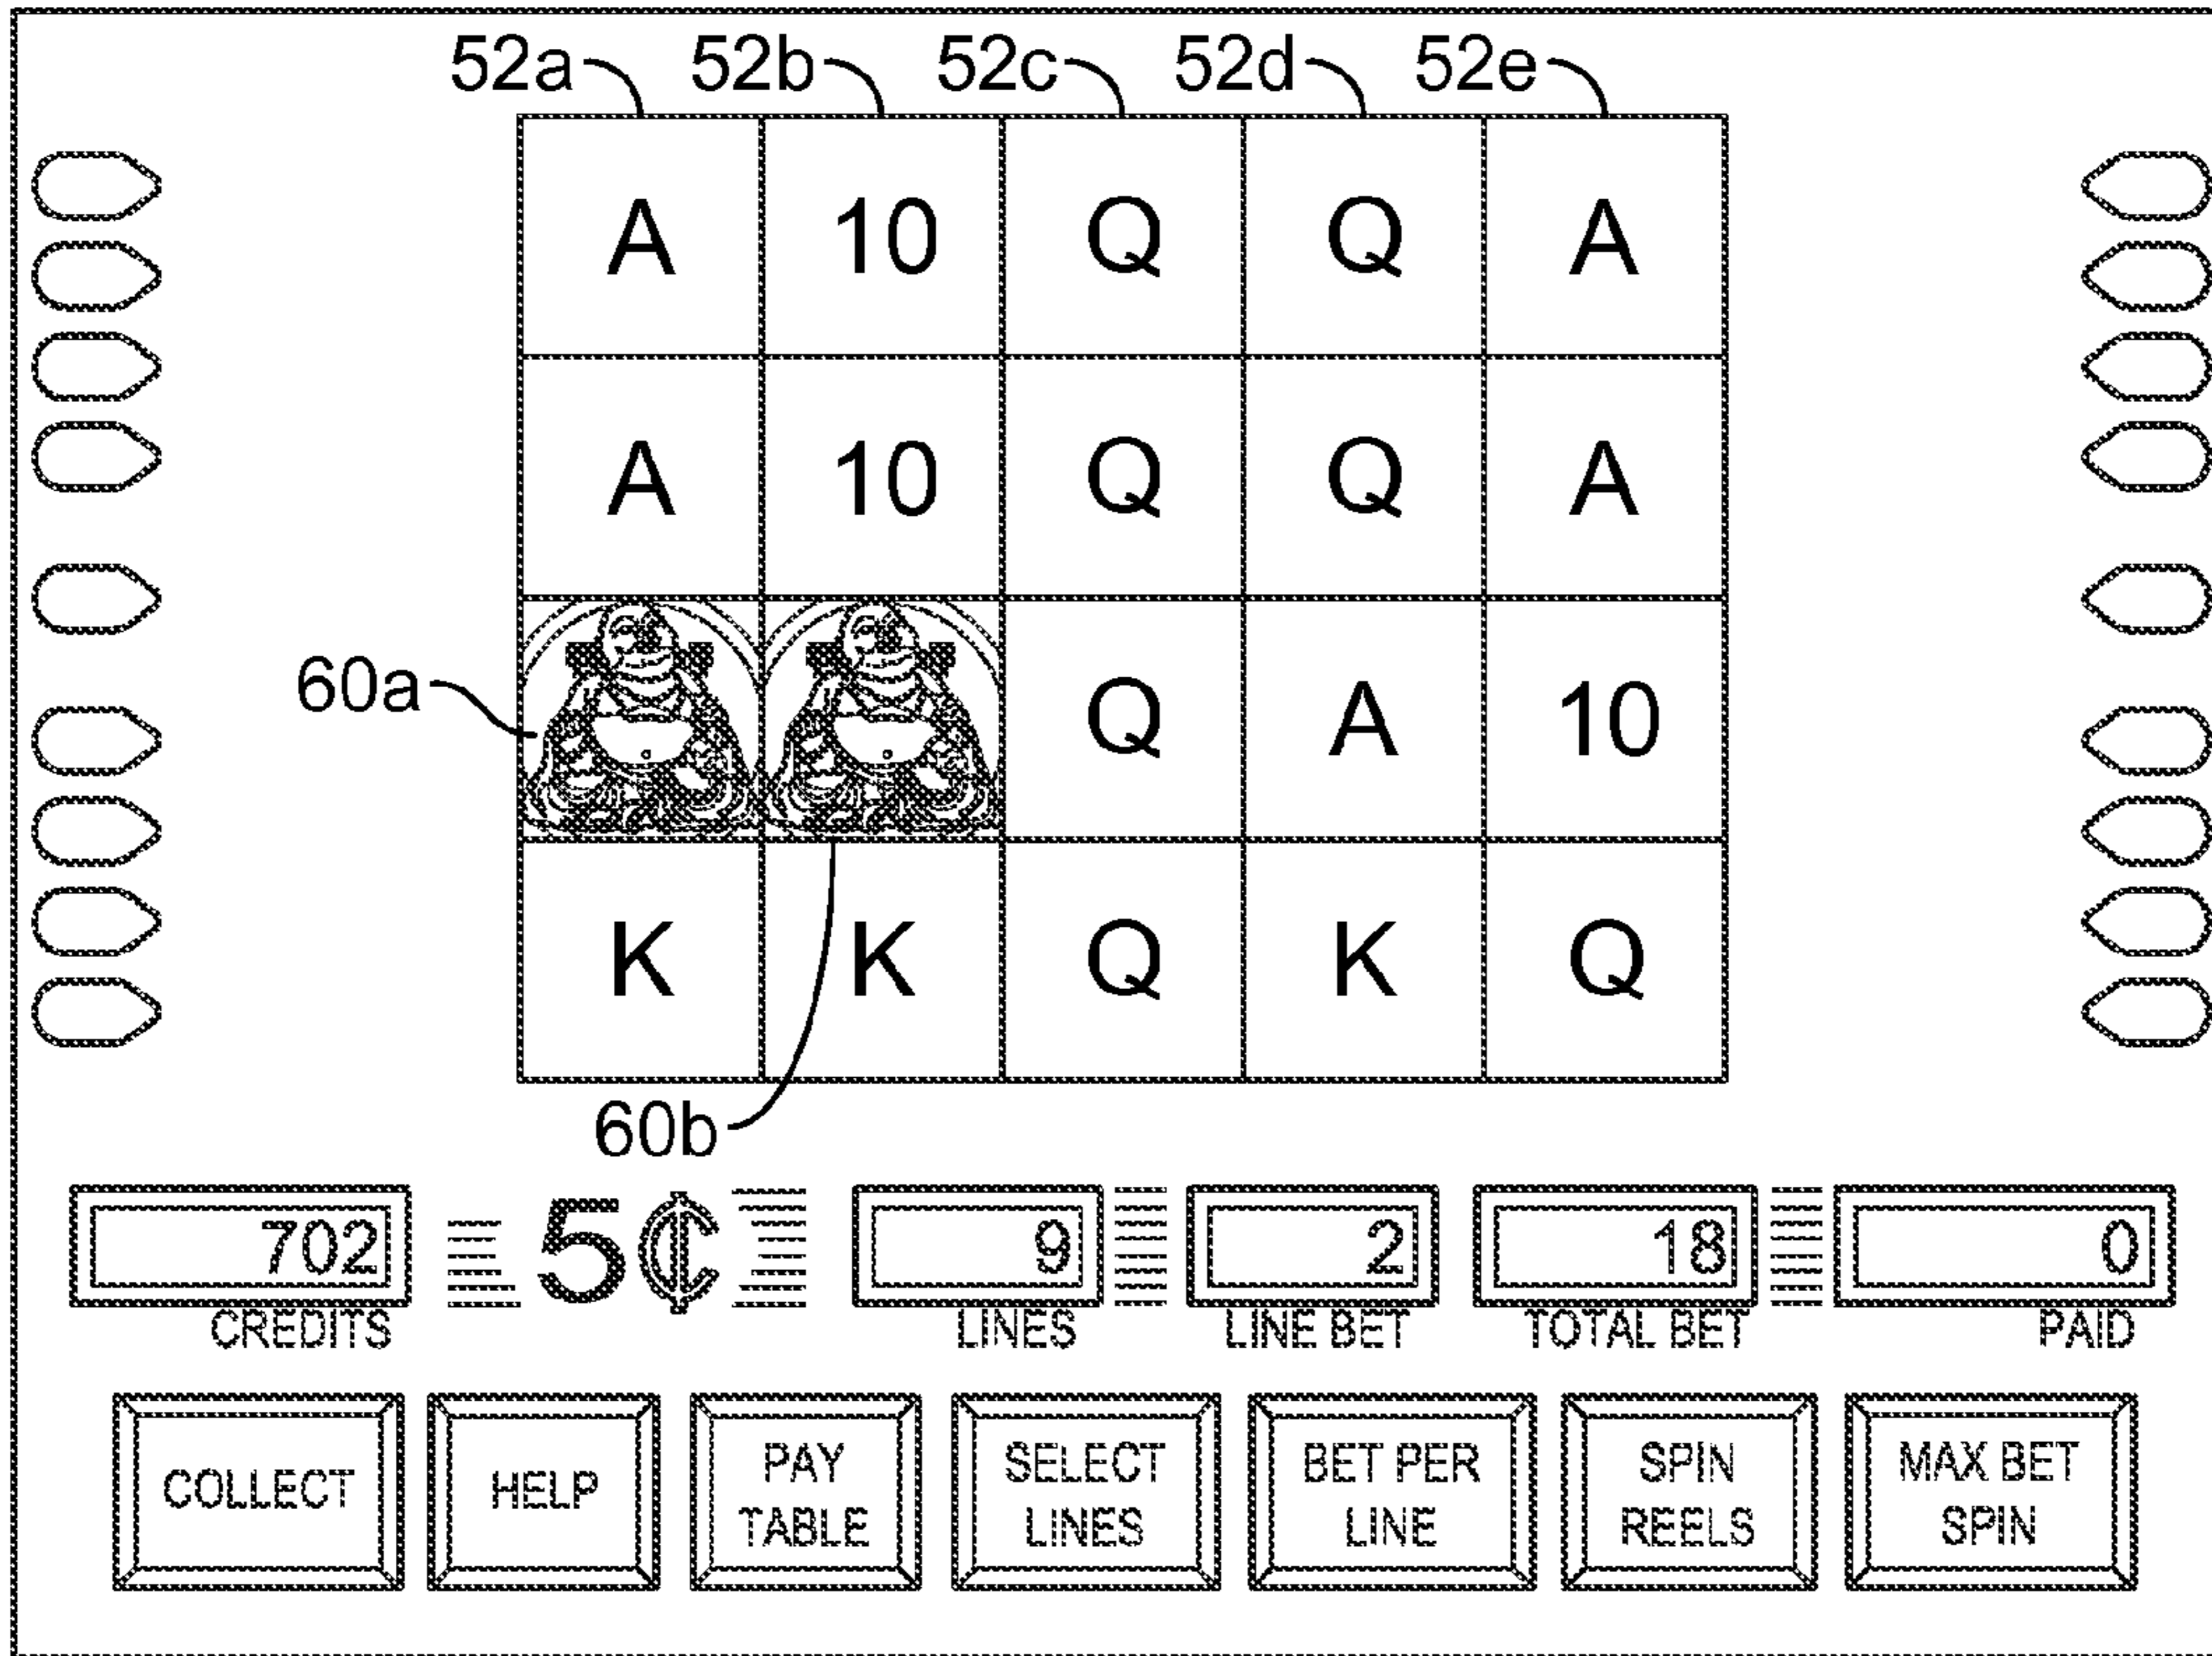 52a 52b 52c 52d 52e
A 10 Q Q A
A 10 Q Q A
60a Q A 10
K K Q K Q
60b
702 5¢ 9 2 18 0
CREDITS LINES LINE BET TOTAL BET PAID
COLLECT
HELP
PAY
TABLE
SELECT
LINES
BET PER
LINE
SPIN
REELS
MAX BET
SPIN